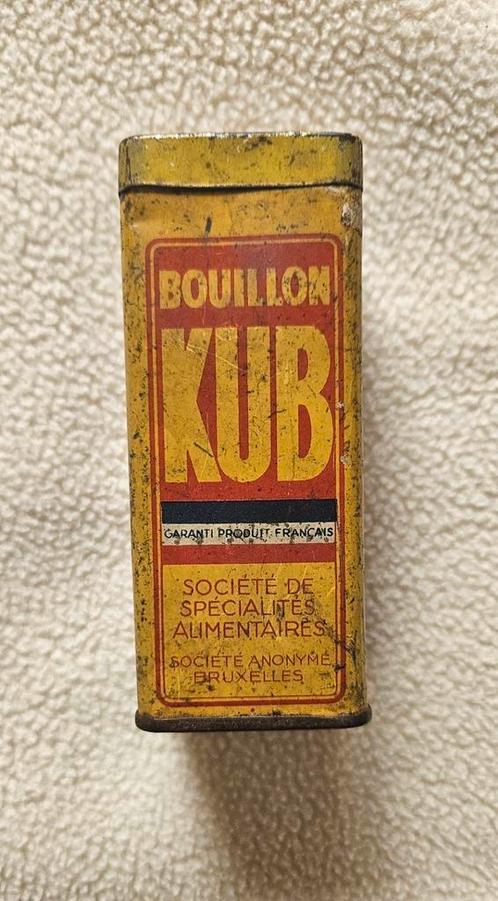 BOUILLON
KUB
GARANTI PRODUIT FRANÇAIS
SOCIÉTÉ DE
SPÉCIALITÉS
ALIMENTAIRES
SOCIÉTÉ ANONYME
BRUXELLES